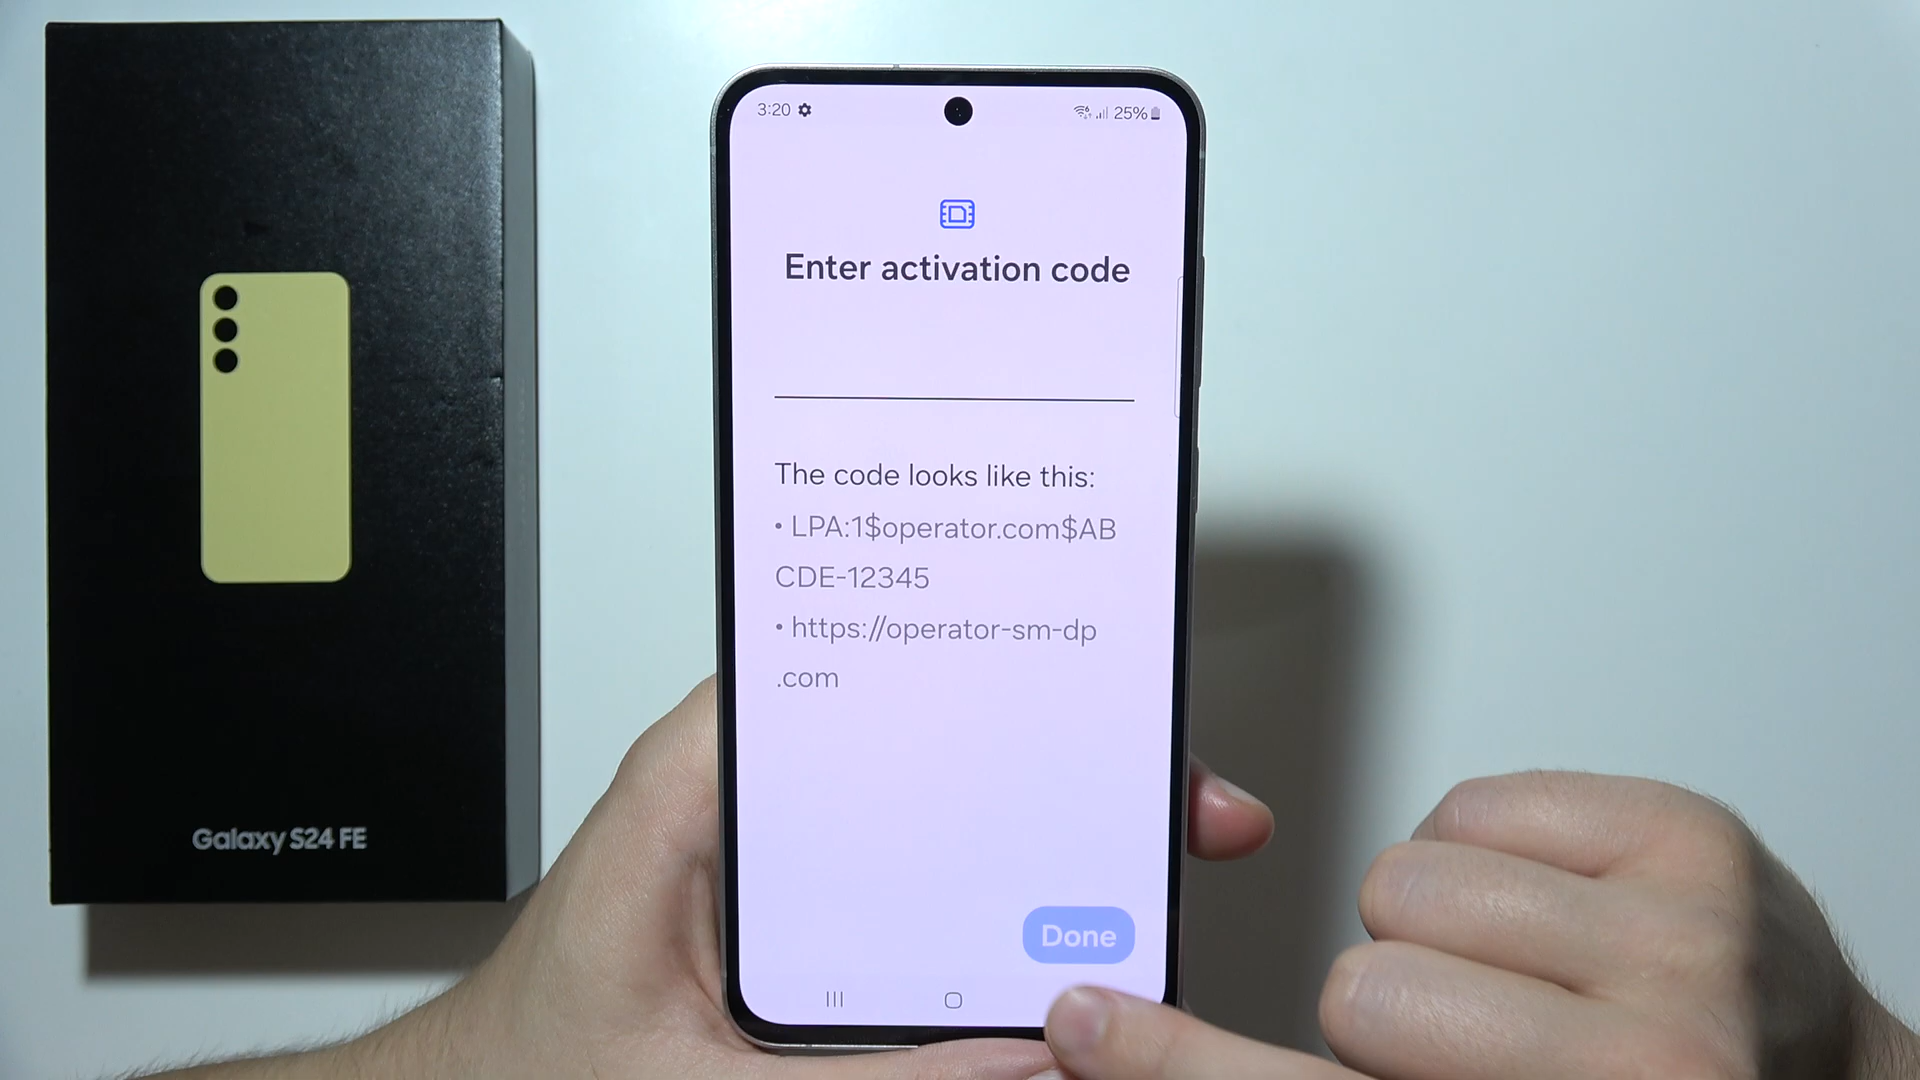 3:20
25%
Enter activation code
The code looks like this:
• LPA:1$operator.com$AB
CDE-12345
• https://operator-sm-dp
.com
Done
Galaxy S24 FE